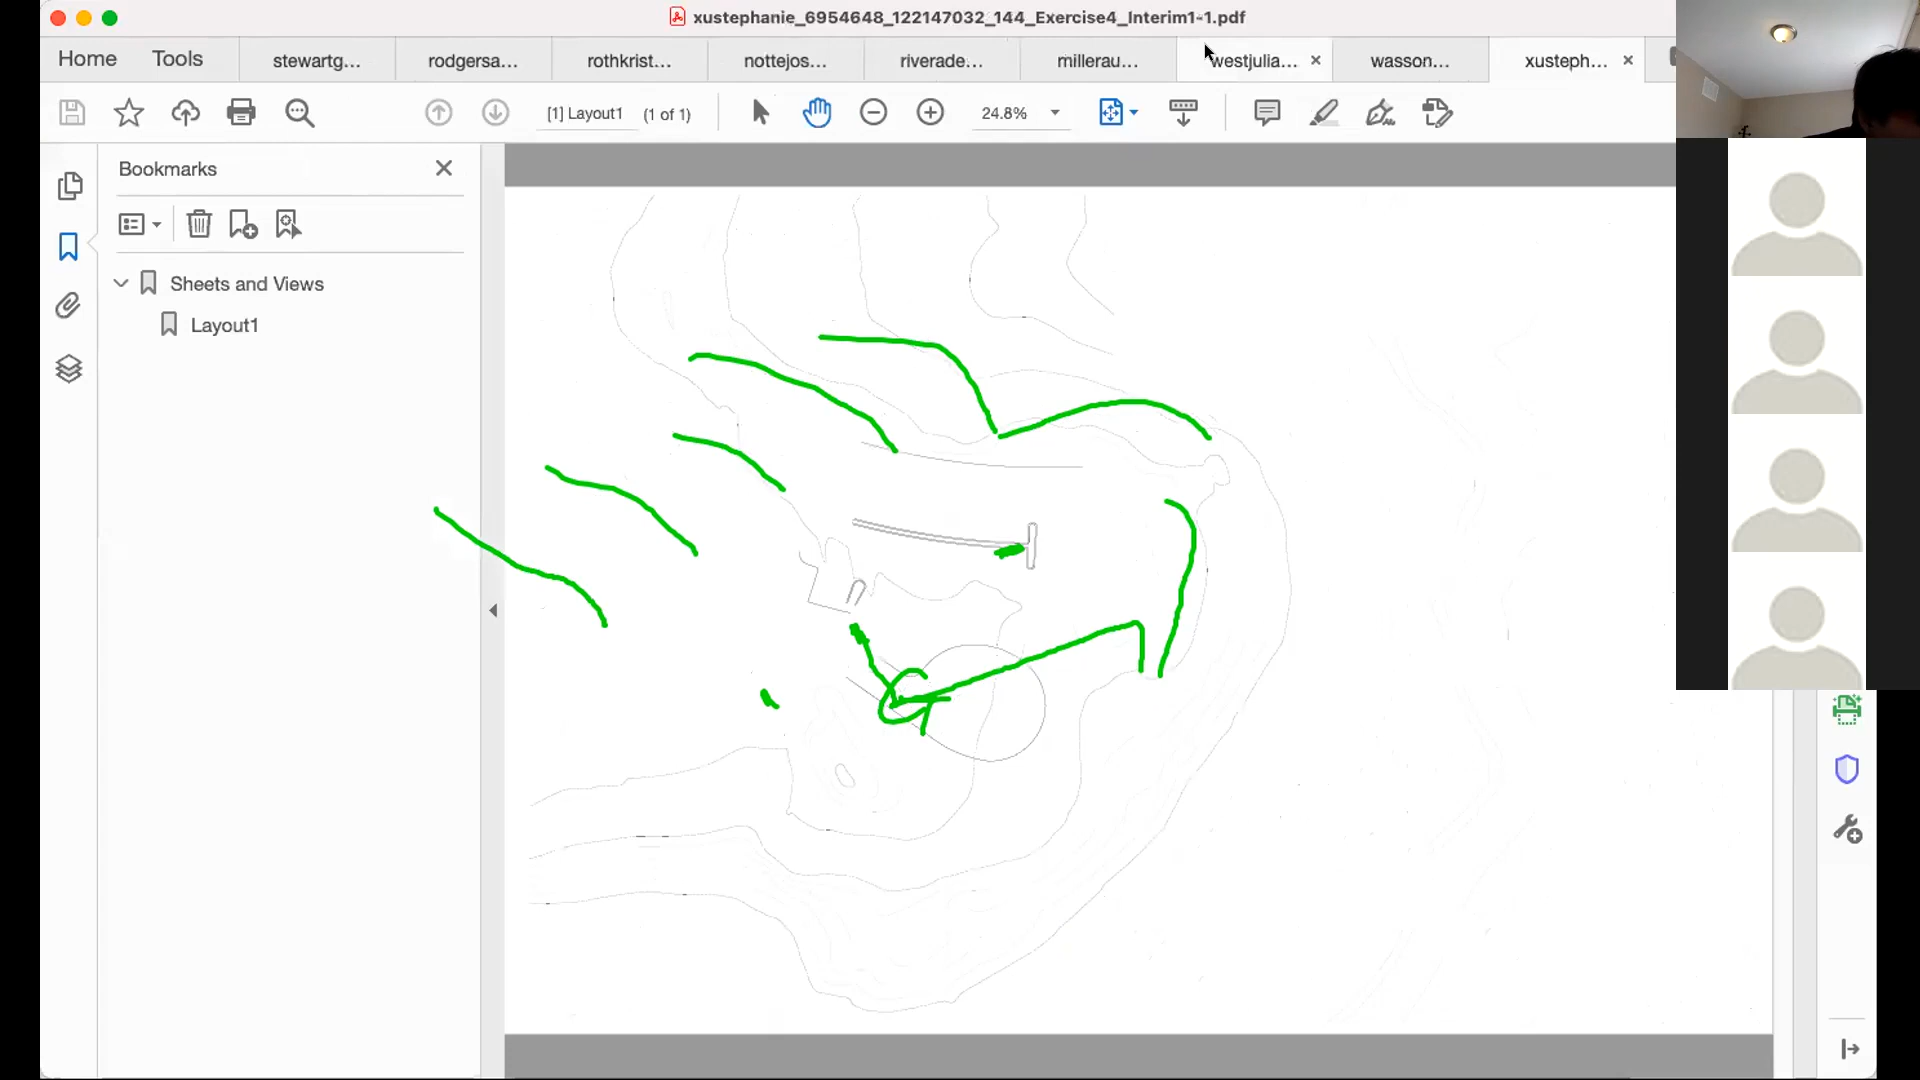 xustephanie_6954648_122147032_144_Exercise4_Interim1-1.pdf
Home Tools stewartg... rodgersa... rothkrist... nottejos... riverade... millerau... westjulia... wasson... xusteph...
[1] Layout1 (1 of 1) 24.8%
Bookmarks
Sheets and Views
Layout1